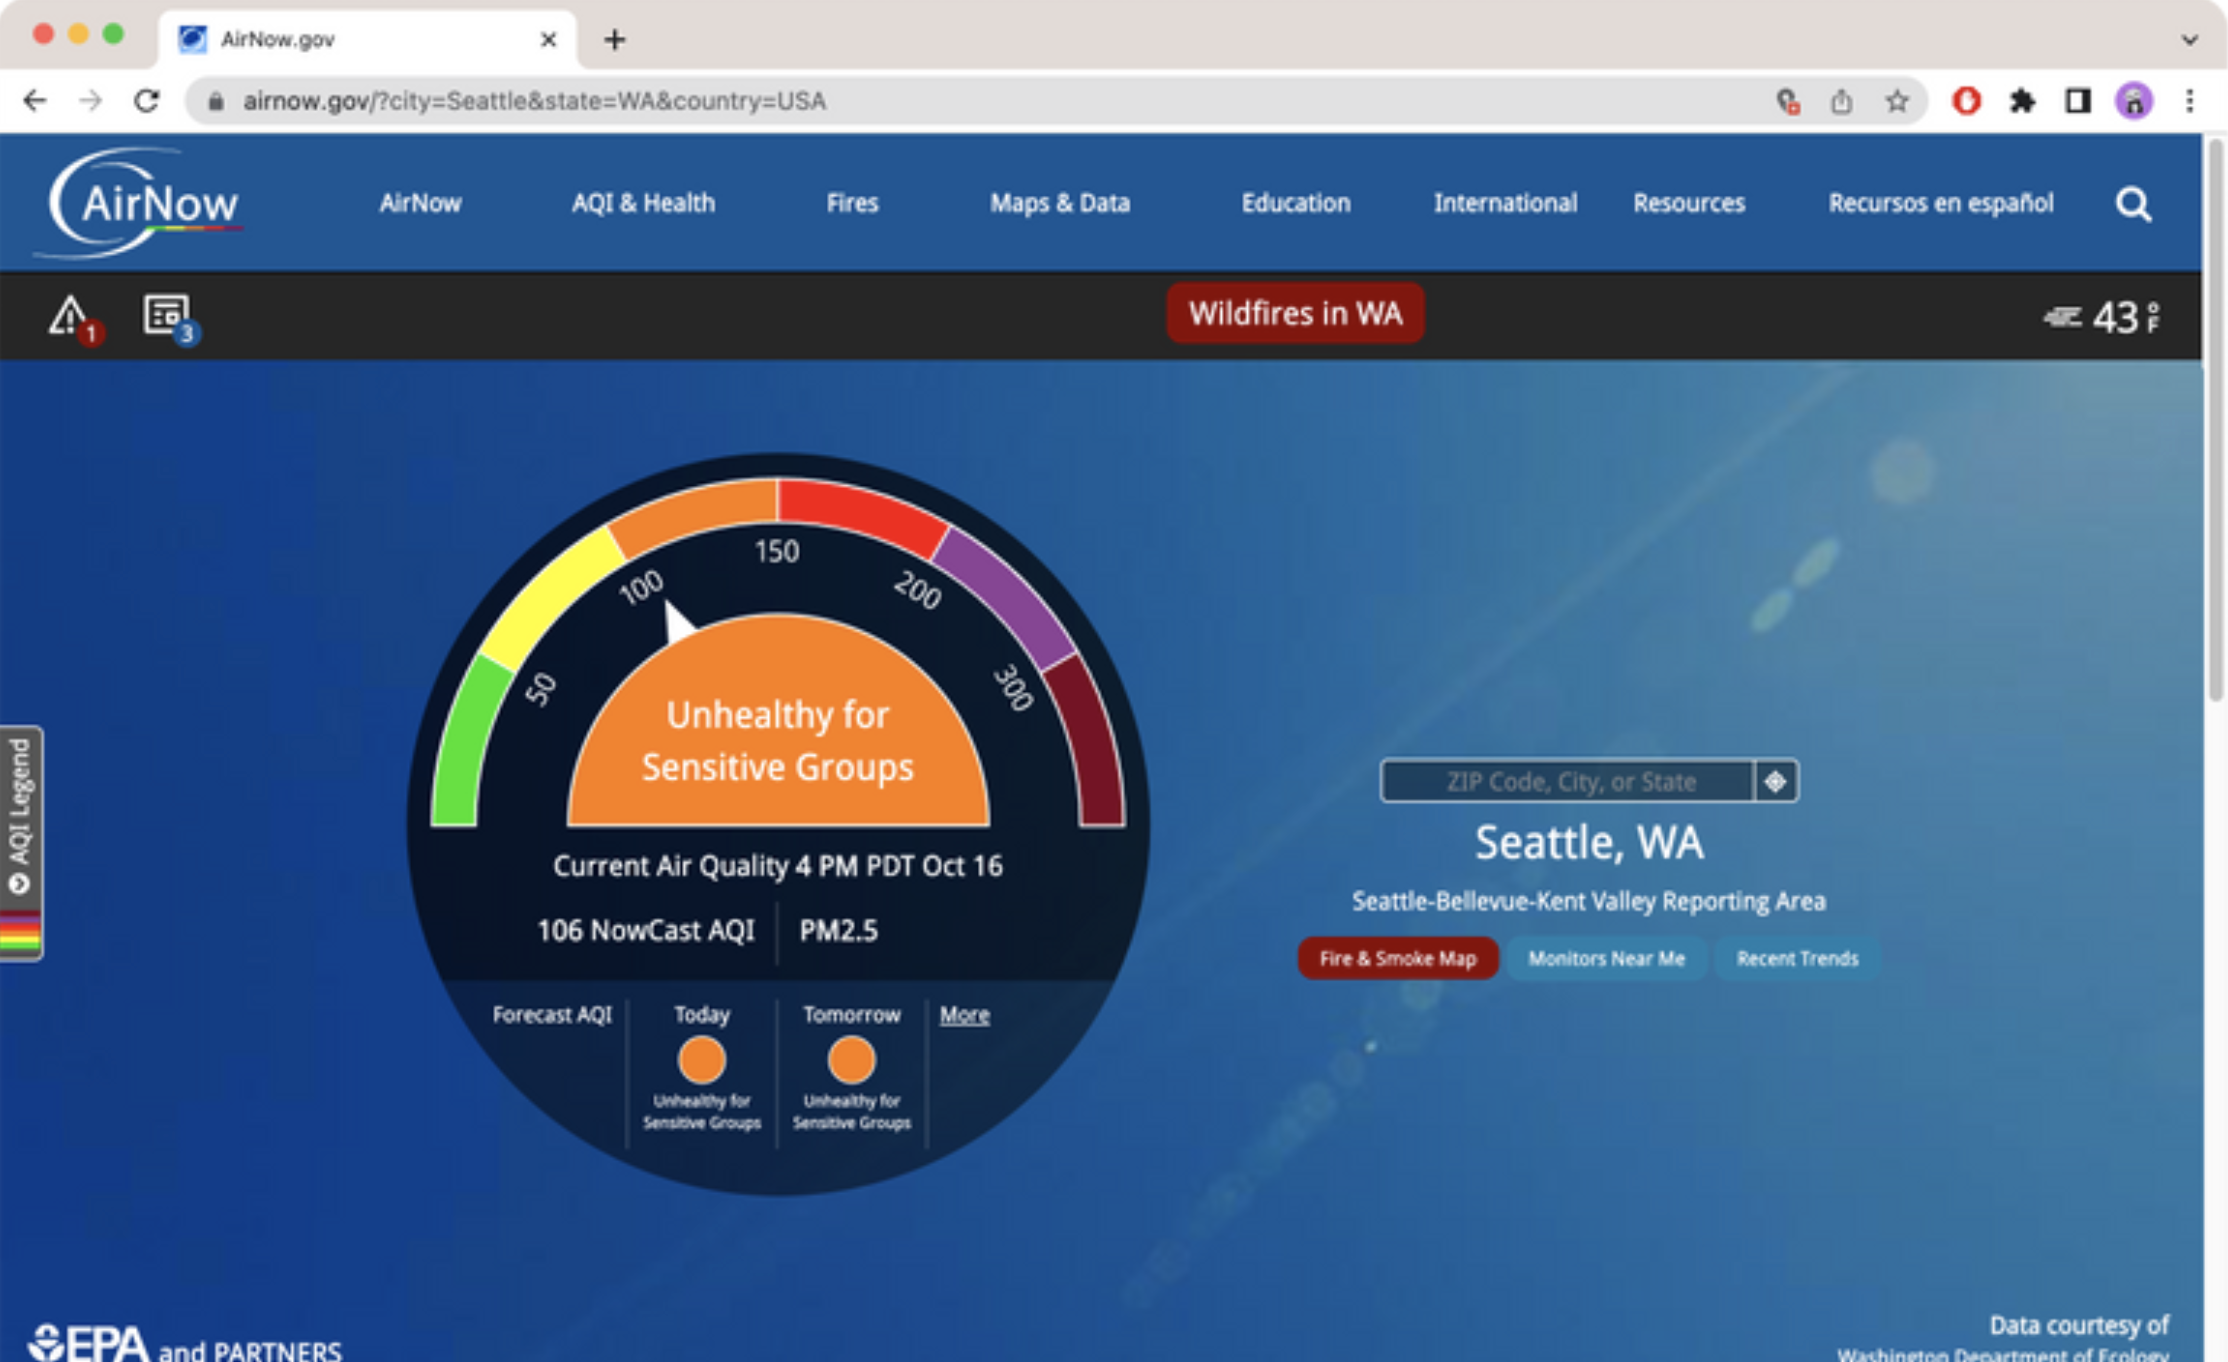 AirNow.gov
airnow.gov/?city=Seattle&state=WA&country=USA
AirNow
AirNow
AQI & Health
Fires
Maps & Data
Education
International
Resources
Recursos en español
1
3
Wildfires in WA
43 °F
50
100
150
200
300
Unhealthy for
Sensitive Groups
Current Air Quality 4 PM PDT Oct 16
106 NowCast AQI
PM2.5
Forecast AQI
Today
Tomorrow
More
Unhealthy for
Sensitive Groups
Unhealthy for
Sensitive Groups
AQI Legend
ZIP Code, City, or State
Seattle, WA
Seattle-Bellevue-Kent Valley Reporting Area
Fire & Smoke Map
Monitors Near Me
Recent Trends
EPA and PARTNERS
Data courtesy of
Washington Department of Ecology